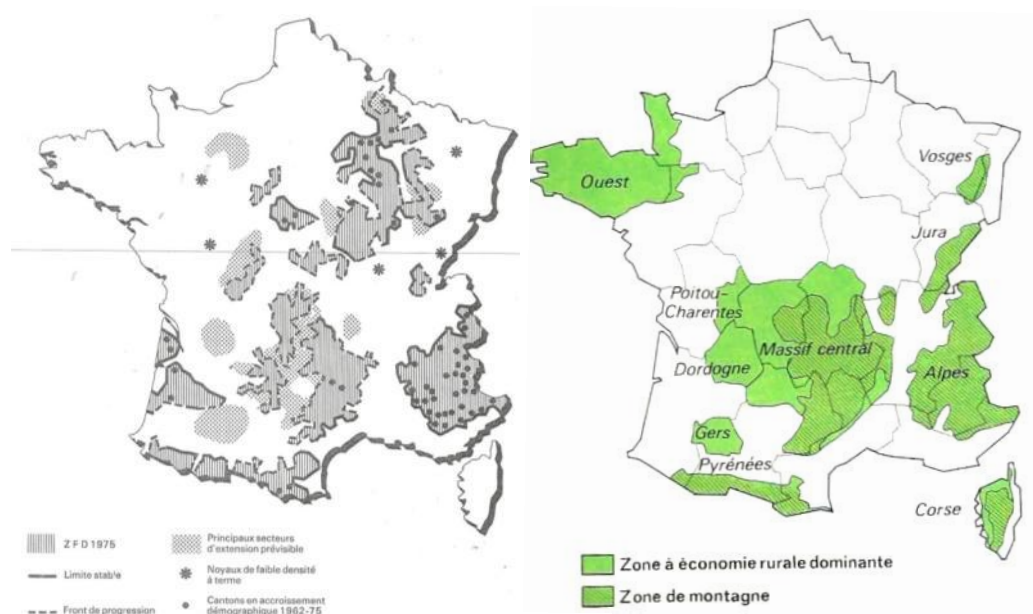 Z F D 1975
Limite stable
Front de progression
Principaux secteurs
d'extension prévisible
Noyaux de faible densité
à terme
Cantons en accroissement
démographique 1962-75
Vosges
Ouest
Jura
Poitou-
Charentes
Massif central
Dordogne
Alpes
Gers
Pyrénées
Corse
Zone à économie rurale dominante
Zone de montagne